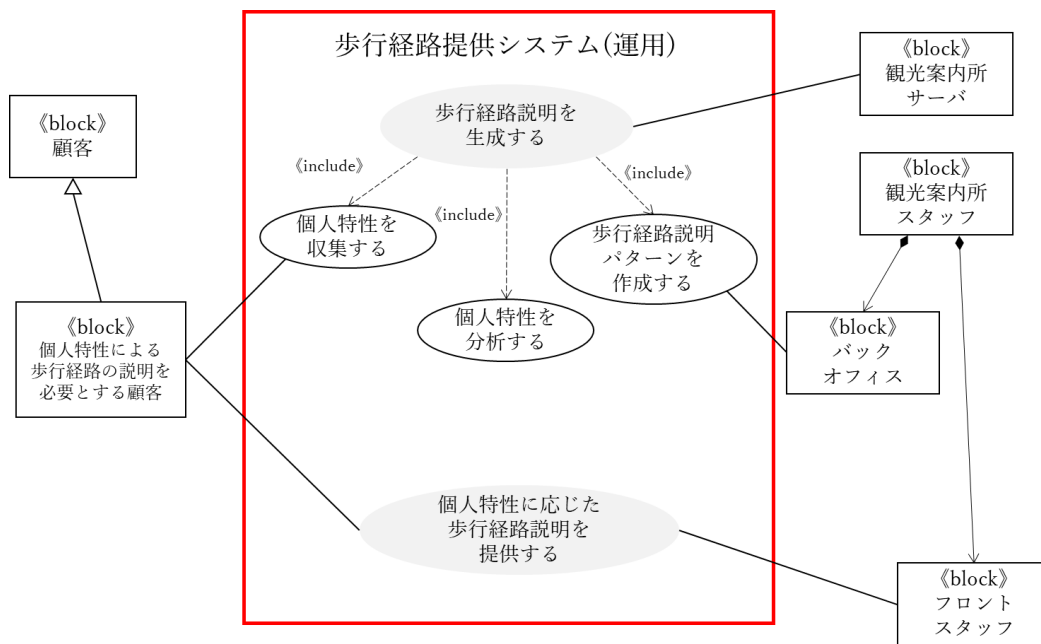 歩行経路提供システム(運用)
《block》
観光案内所
サーバ
《block》
顧客
歩行経路説明を
生成する
《include》
《include》
《include》
《block》
観光案内所
スタッフ
個人特性を
収集する
歩行経路説明
パターンを
作成する
個人特性を
分析する
《block》
個人特性による
歩行経路の説明を
必要とする顧客
《block》
バック
オフィス
個人特性に応じた
歩行経路説明を
提供する
《block》
フロント
スタッフ